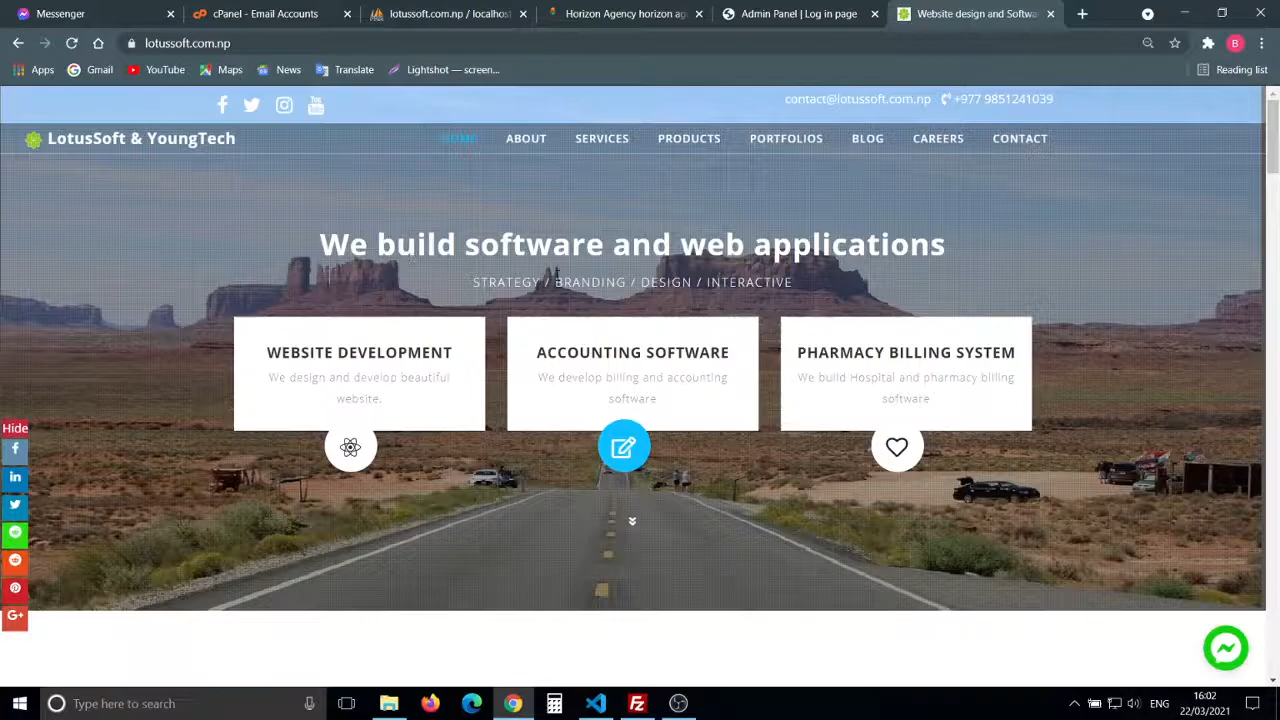 Messenger
cPanel - Email Accounts
lotussoft.com.np / localhos
Horizon Agency horizon ag
Admin Panel | Log in page
Website design and Softwa
lotussoft.com.np
B
Apps
Gmail
YouTube
Maps
News
Translate
Lightshot — screen...
Reading list
You
Tube
contact@lotussoft.com.np
+977 9851241039
LotusSoft & YoungTech
HOME
ABOUT
SERVICES
PRODUCTS
PORTFOLIOS
BLOG
CAREERS
CONTACT
We build software and web applications
STRATEGY / BRANDING / DESIGN / INTERACTIVE
WEBSITE DEVELOPMENT
We design and develop beautiful
website.
ACCOUNTING SOFTWARE
We develop billing and accounting
software
PHARMACY BILLING SYSTEM
We build Hospital and pharmacy billing
software
Hide
Type here to search
ENG
16:02
22/03/2021